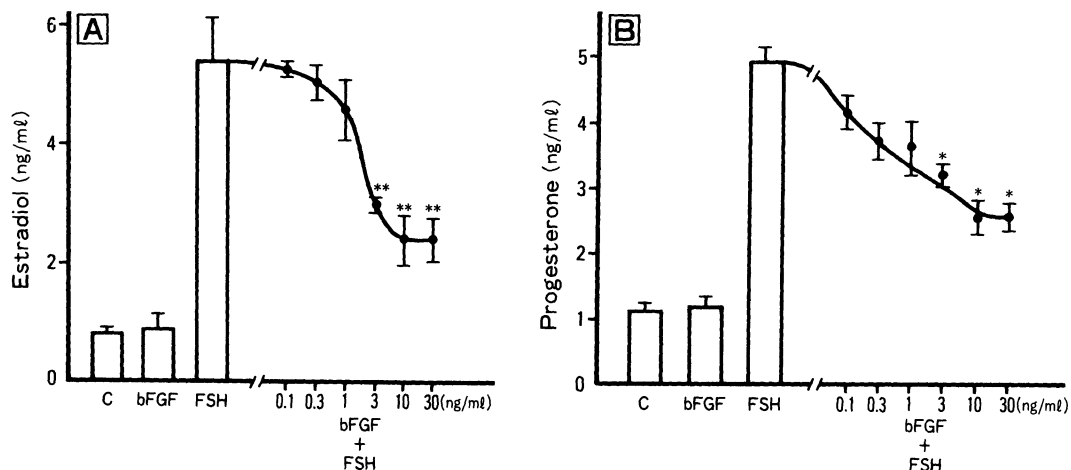 A
Estradiol (ng/mℓ)
6
4
2
0
C bFGF FSH
0.1 0.3 1 3 10 30 (ng/mℓ)
** ** **
bFGF
+
FSH
B
Progesterone (ng/mℓ)
5
4
3
2
1
0
C bFGF FSH
0.1 0.3 1 3 10 30 (ng/mℓ)
* * *
bFGF
+
FSH